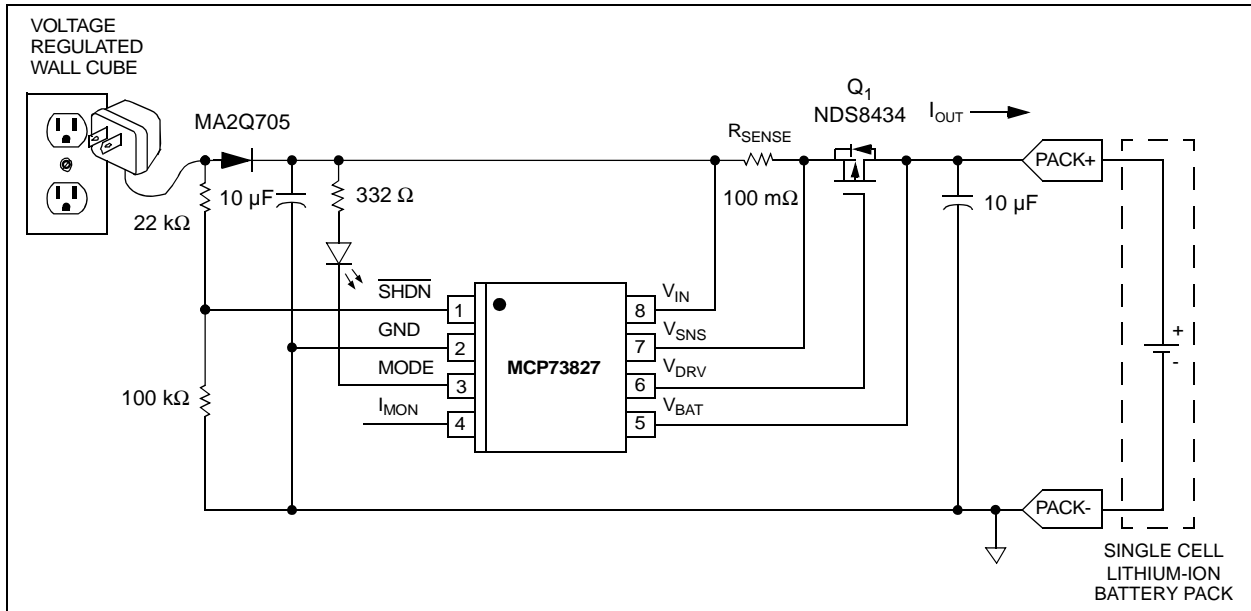 VOLTAGE
REGULATED
WALL CUBE
MA2Q705
Q1
NDS8434
IOUT
RSENSE
PACK+
10 µF
332 Ω
100 mΩ
10 µF
22 kΩ
SHDN
VIN
1
8
GND
VSNS
2
7
MCP73827
MODE
VDRV
3
6
100 kΩ
IMON
VBAT
4
5
+
-
PACK-
SINGLE CELL
LITHIUM-ION
BATTERY PACK